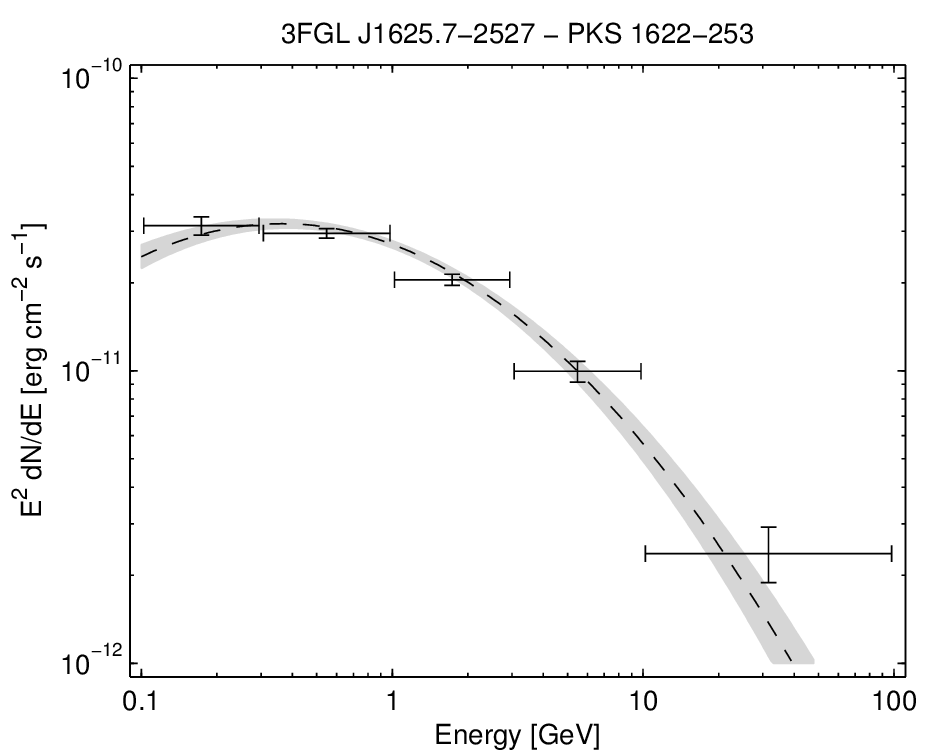 3FGL J1625.7−2527 − PKS 1622−253
10⁻¹⁰
10⁻¹¹
10⁻¹²
E² dN/dE [erg cm⁻² s⁻¹]
0.1 1 10 100
Energy [GeV]